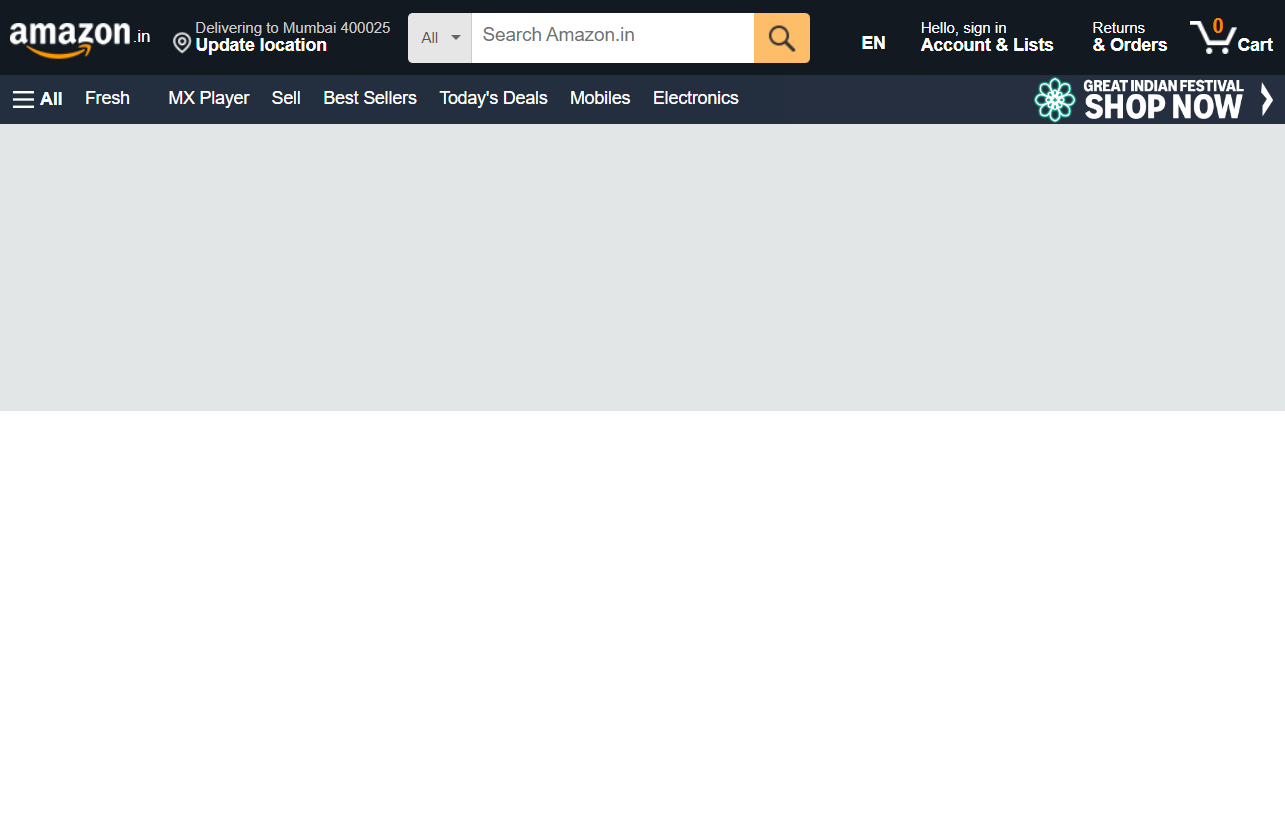 amazon.in
Delivering to Mumbai 400025
Update location
All
Search Amazon.in
EN
Hello, sign in
Account & Lists
Returns
& Orders
0
Cart
All
Fresh
MX Player
Sell
Best Sellers
Today's Deals
Mobiles
Electronics
GREAT INDIAN FESTIVAL
SHOP NOW